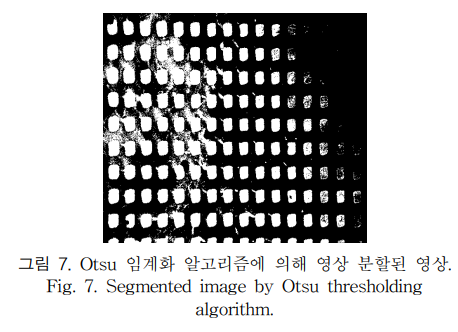 그림 7. Otsu 임계화 알고리즘에 의해 영상 분할된 영상.
Fig. 7. Segmented image by Otsu thresholding
algorithm.